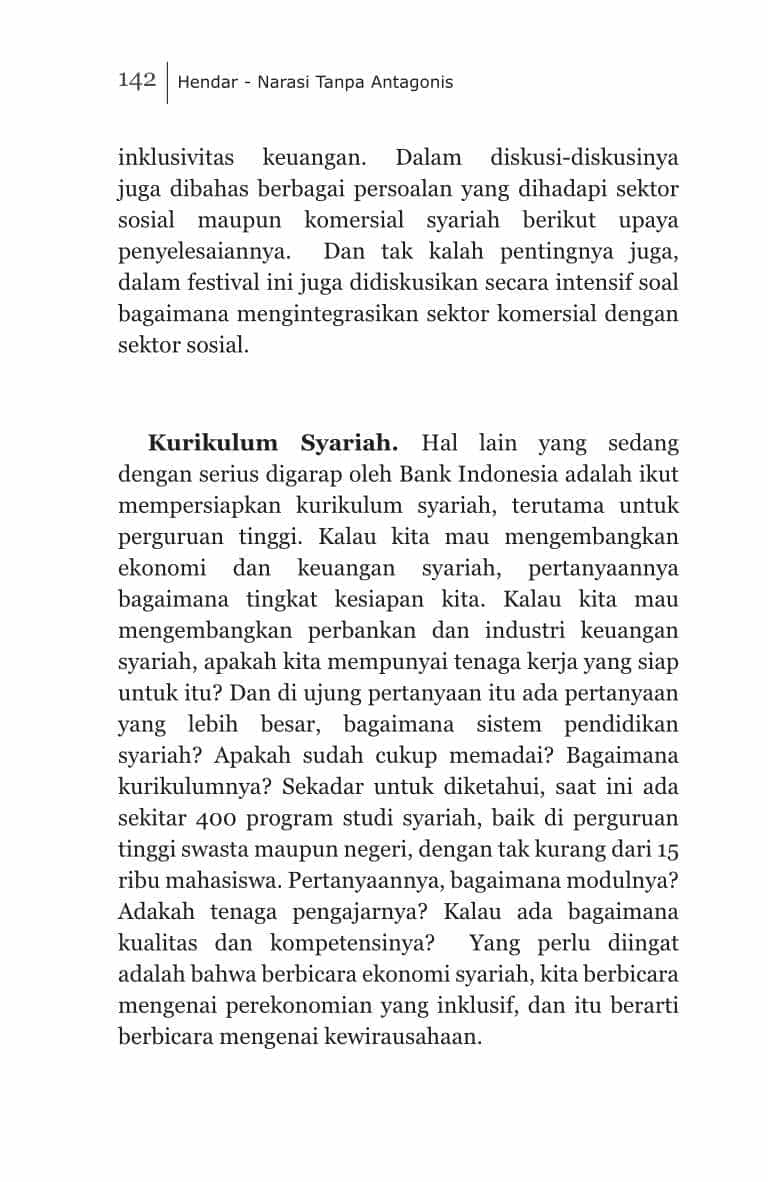 142 Hendar - Narasi Tanpa Antagonis
inklusivitas keuangan. Dalam diskusi-diskusinya
juga dibahas berbagai persoalan yang dihadapi sektor
sosial maupun komersial syariah berikut upaya
penyelesaiannya. Dan tak kalah pentingnya juga,
dalam festival ini juga didiskusikan secara intensif soal
bagaimana mengintegrasikan sektor komersial dengan
sektor sosial.
Kurikulum Syariah. Hal lain yang sedang
dengan serius digarap oleh Bank Indonesia adalah ikut
mempersiapkan kurikulum syariah, terutama untuk
perguruan tinggi. Kalau kita mau mengembangkan
ekonomi dan keuangan syariah, pertanyaannya
bagaimana tingkat kesiapan kita. Kalau kita mau
mengembangkan perbankan dan industri keuangan
syariah, apakah kita mempunyai tenaga kerja yang siap
untuk itu? Dan di ujung pertanyaan itu ada pertanyaan
yang lebih besar, bagaimana sistem pendidikan
syariah? Apakah sudah cukup memadai? Bagaimana
kurikulumnya? Sekadar untuk diketahui, saat ini ada
sekitar 400 program studi syariah, baik di perguruan
tinggi swasta maupun negeri, dengan tak kurang dari 15
ribu mahasiswa. Pertanyaannya, bagaimana modulnya?
Adakah tenaga pengajarnya? Kalau ada bagaimana
kualitas dan kompetensinya? Yang perlu diingat
adalah bahwa berbicara ekonomi syariah, kita berbicara
mengenai perekonomian yang inklusif, dan itu berarti
berbicara mengenai kewirausahaan.